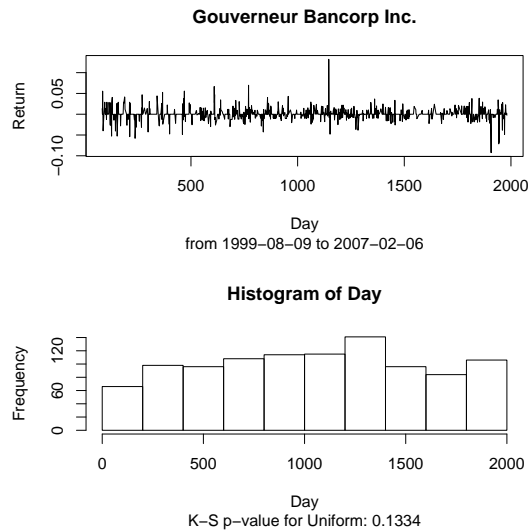 Gouverneur Bancorp Inc.
Return
0.05
−0.10
500 1000 1500 2000
Day
from 1999−08−09 to 2007−02−06
Histogram of Day
Frequency
120
60
0
0 500 1000 1500 2000
Day
K−S p−value for Uniform: 0.1334